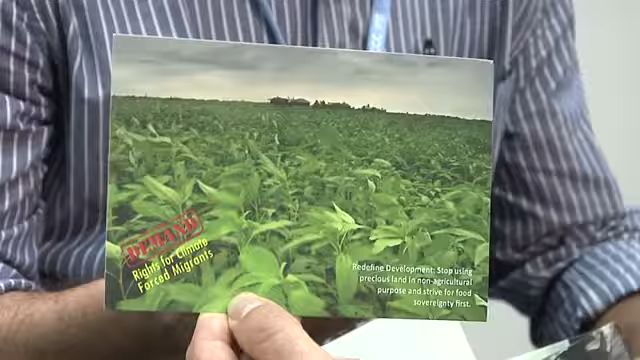 DEMAND
Rights for Climate
Forced Migrants
Redefine Development: Stop using
precious land in non-agricultural
purpose and strive for food
sovereignty first.